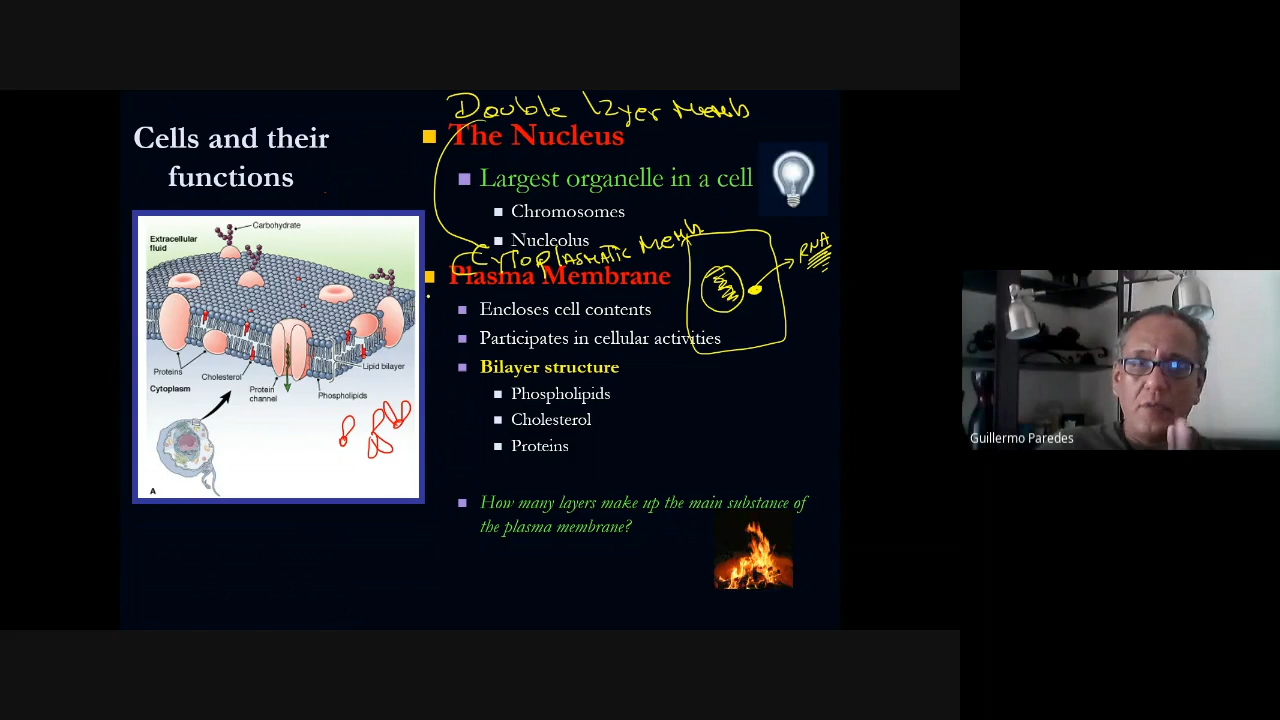 Double Layer Memb
Cells and their
functions
The Nucleus
Largest organelle in a cell
Chromosomes
Nucleolus
Cytoplasmatic Memb
RNA
Plasma Membrane
Encloses cell contents
Participates in cellular activities
Bilayer structure
Phospholipids
Cholesterol
Proteins
How many layers make up the main substance of
the plasma membrane?
Carbohydrate
Extracellular
fluid
Proteins
Cholesterol
Lipid bilayer
Cytoplasm
Protein
channel
Phospholipids
A
Guillermo Paredes